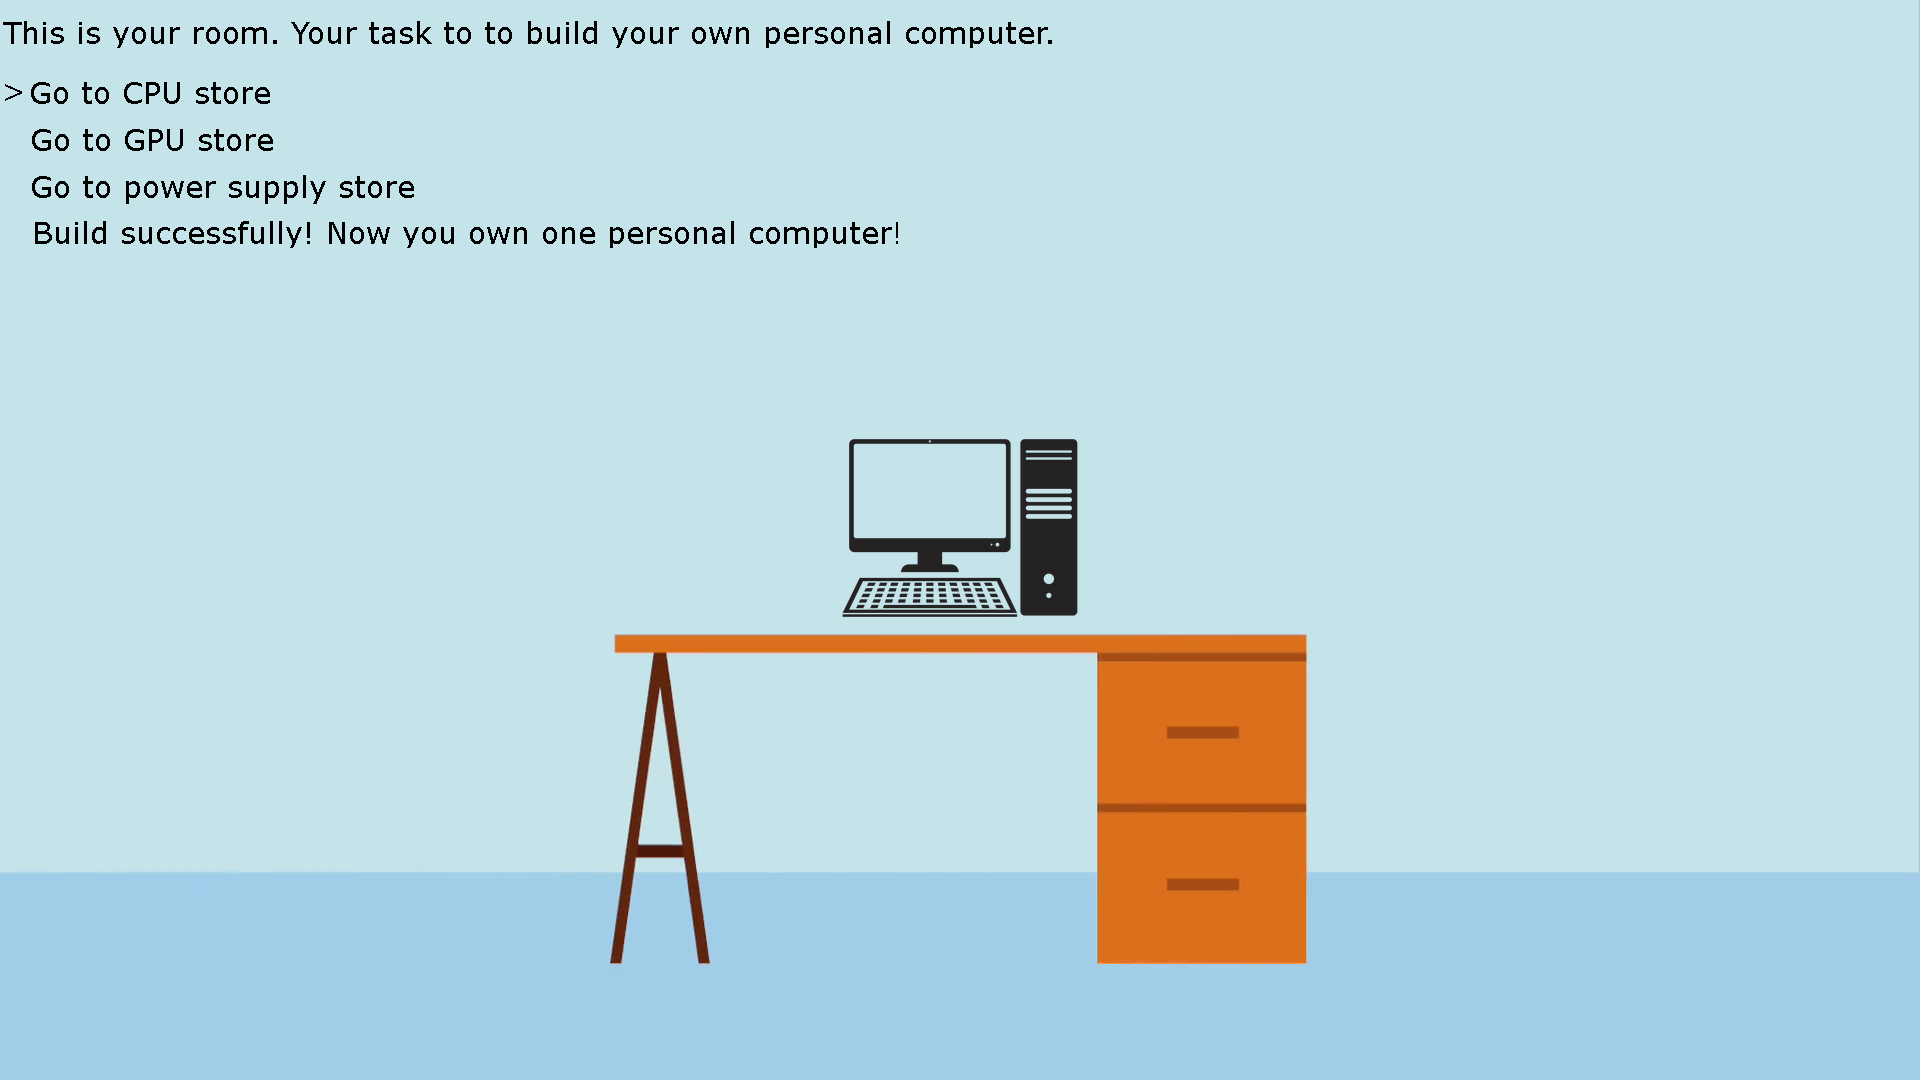 This is your room. Your task to to build your own personal computer.
>Go to CPU store
Go to GPU store
Go to power supply store
Build successfully! Now you own one personal computer!